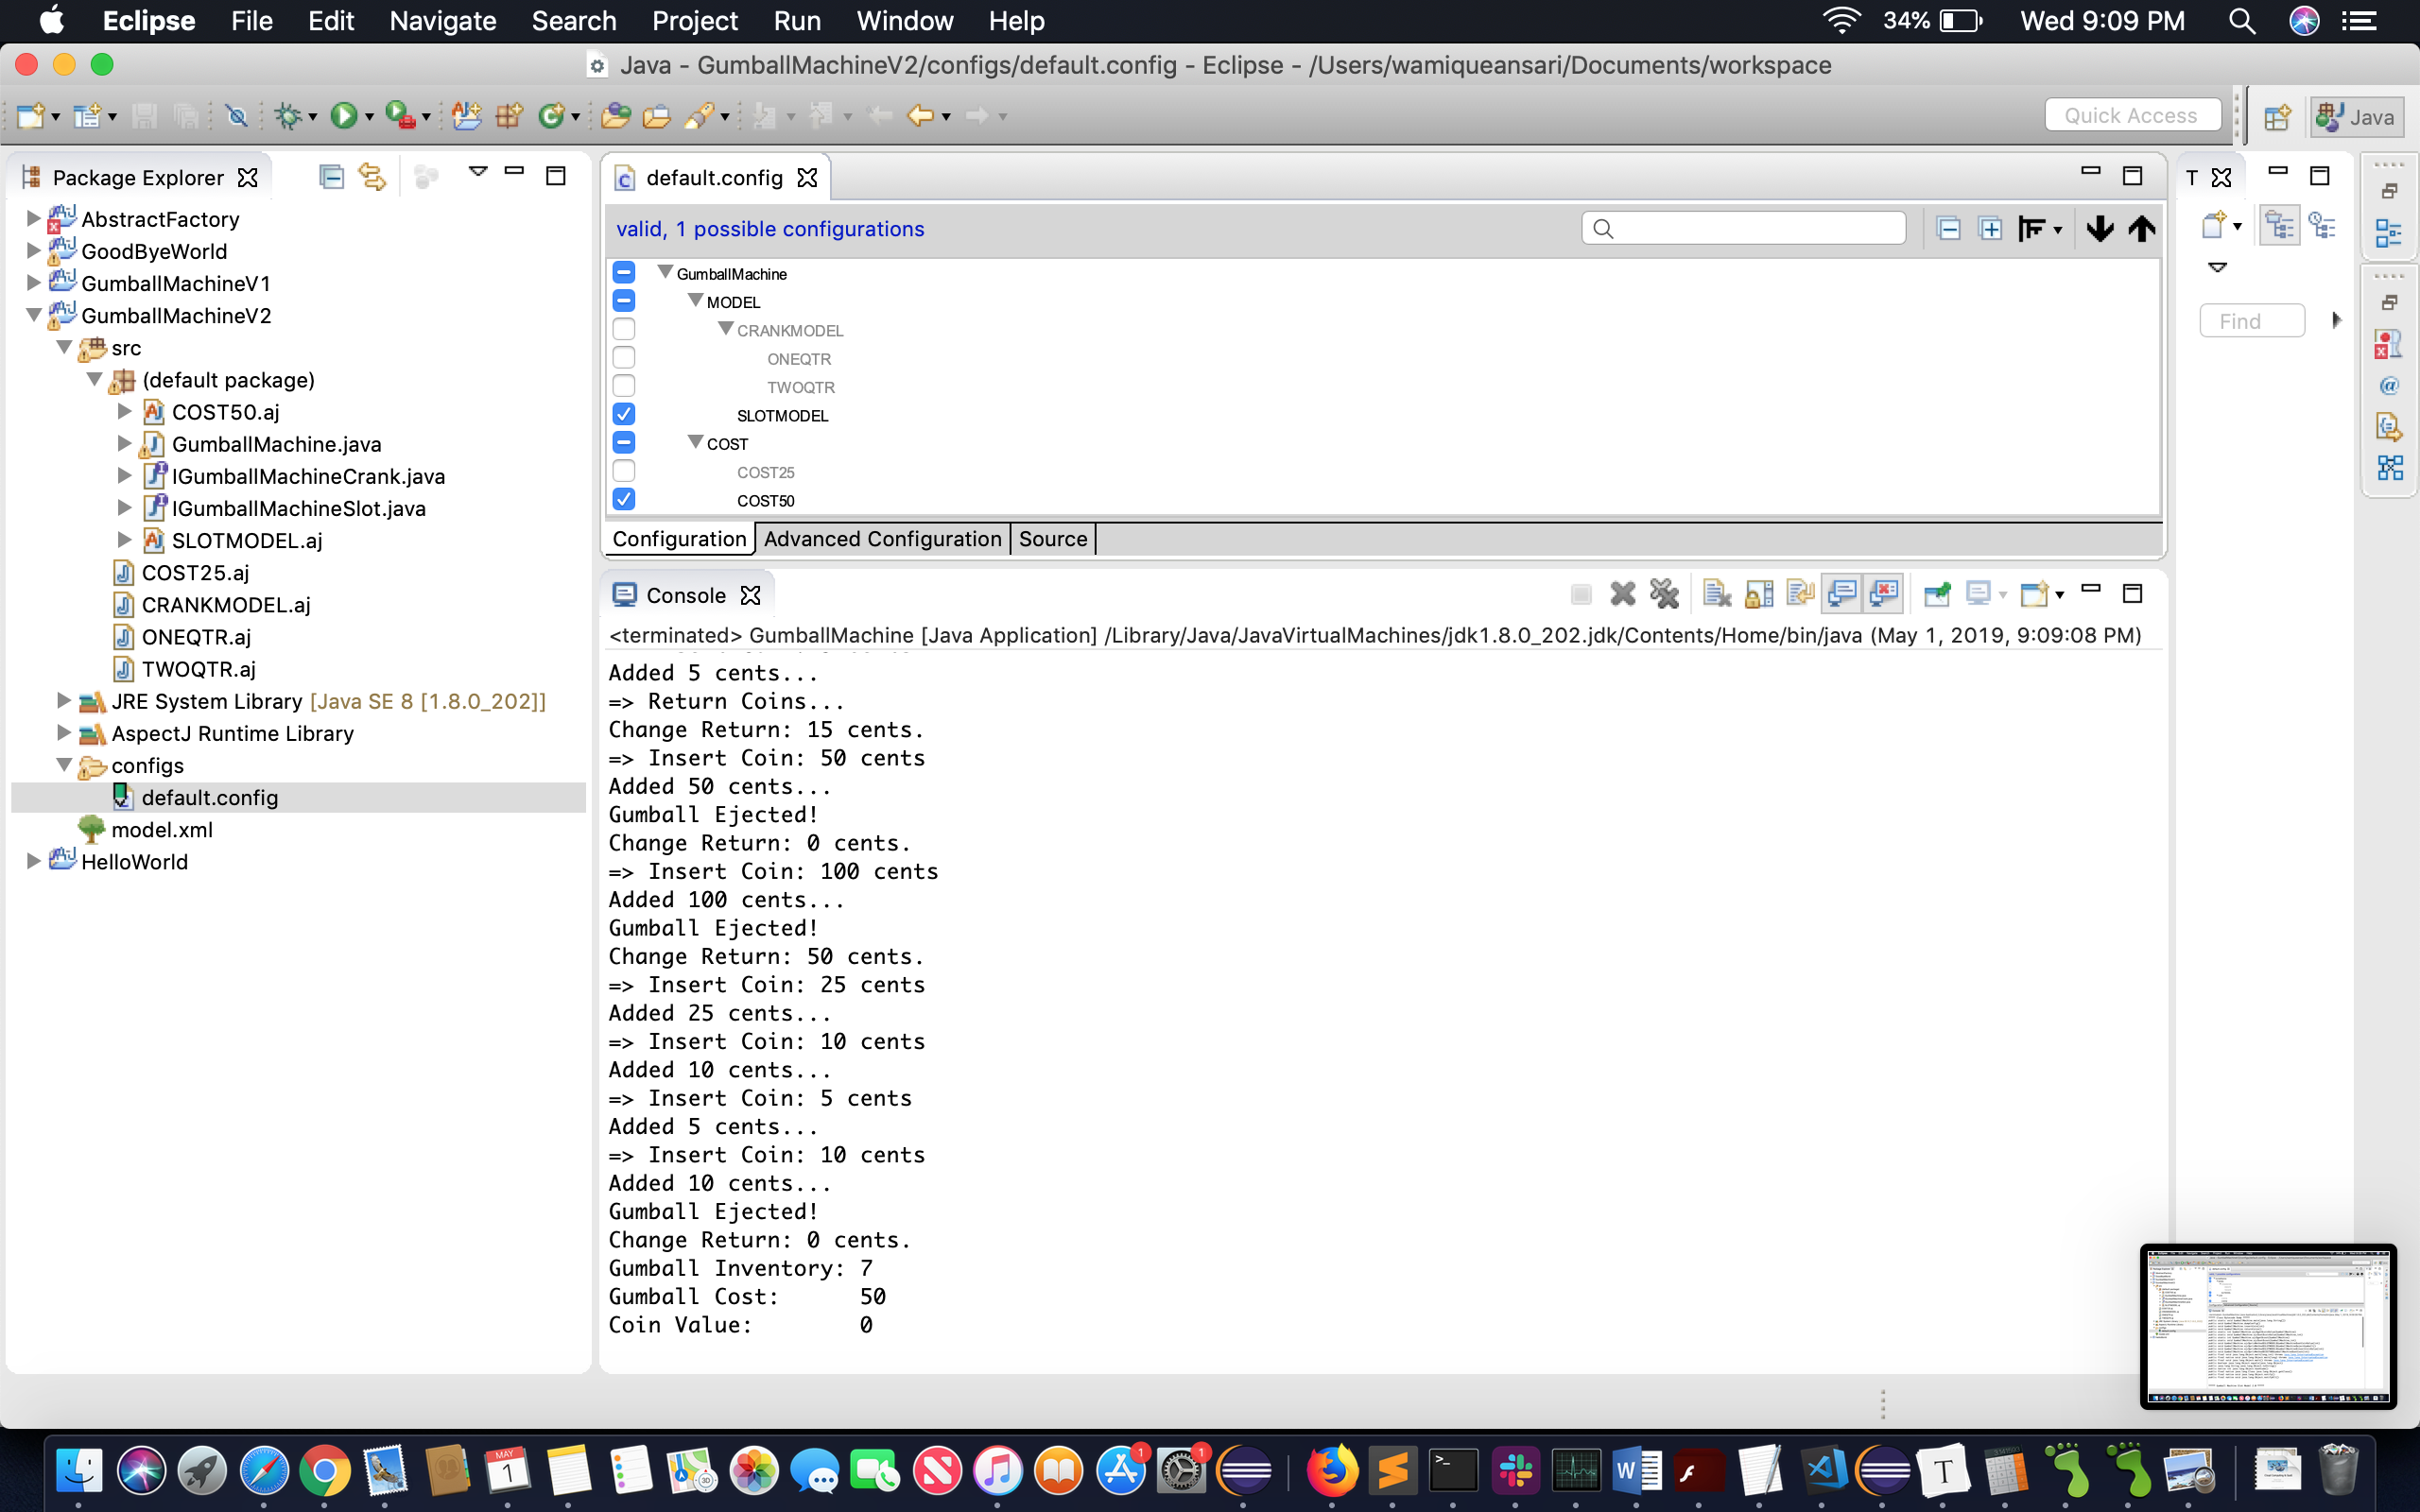 Eclipse File Edit Navigate Search Project Run Window Help 34% Wed 9:09 PM
Java - GumballMachineV2/configs/default.config - Eclipse - /Users/wamiqueansari/Documents/workspace
Quick Access
Java
Package Explorer
AbstractFactory
GoodByeWorld
GumballMachineV1
GumballMachineV2
src
(default package)
COST50.aj
GumballMachine.java
IGumballMachineCrank.java
IGumballMachineSlot.java
SLOTMODEL.aj
COST25.aj
CRANKMODEL.aj
ONEQTR.aj
TWOQTR.aj
JRE System Library [Java SE 8 [1.8.0_202]]
AspectJ Runtime Library
configs
default.config
model.xml
HelloWorld
default.config
valid, 1 possible configurations
GumballMachine
MODEL
CRANKMODEL
ONEQTR
TWOQTR
SLOTMODEL
COST
COST25
COST50
Configuration Advanced Configuration Source
Console
<terminated> GumballMachine [Java Application] /Library/Java/JavaVirtualMachines/jdk1.8.0_202.jdk/Contents/Home/bin/java (May 1, 2019, 9:09:08 PM)
Added 5 cents...
=> Return Coins...
Change Return: 15 cents.
=> Insert Coin: 50 cents
Added 50 cents...
Gumball Ejected!
Change Return: 0 cents.
=> Insert Coin: 100 cents
Added 100 cents...
Gumball Ejected!
Change Return: 50 cents.
=> Insert Coin: 25 cents
Added 25 cents...
=> Insert Coin: 10 cents
Added 10 cents...
=> Insert Coin: 5 cents
Added 5 cents...
=> Insert Coin: 10 cents
Added 10 cents...
Gumball Ejected!
Change Return: 0 cents.
Gumball Inventory: 7
Gumball Cost: 50
Coin Value: 0
T
Find
MAY
1
3D
1
1